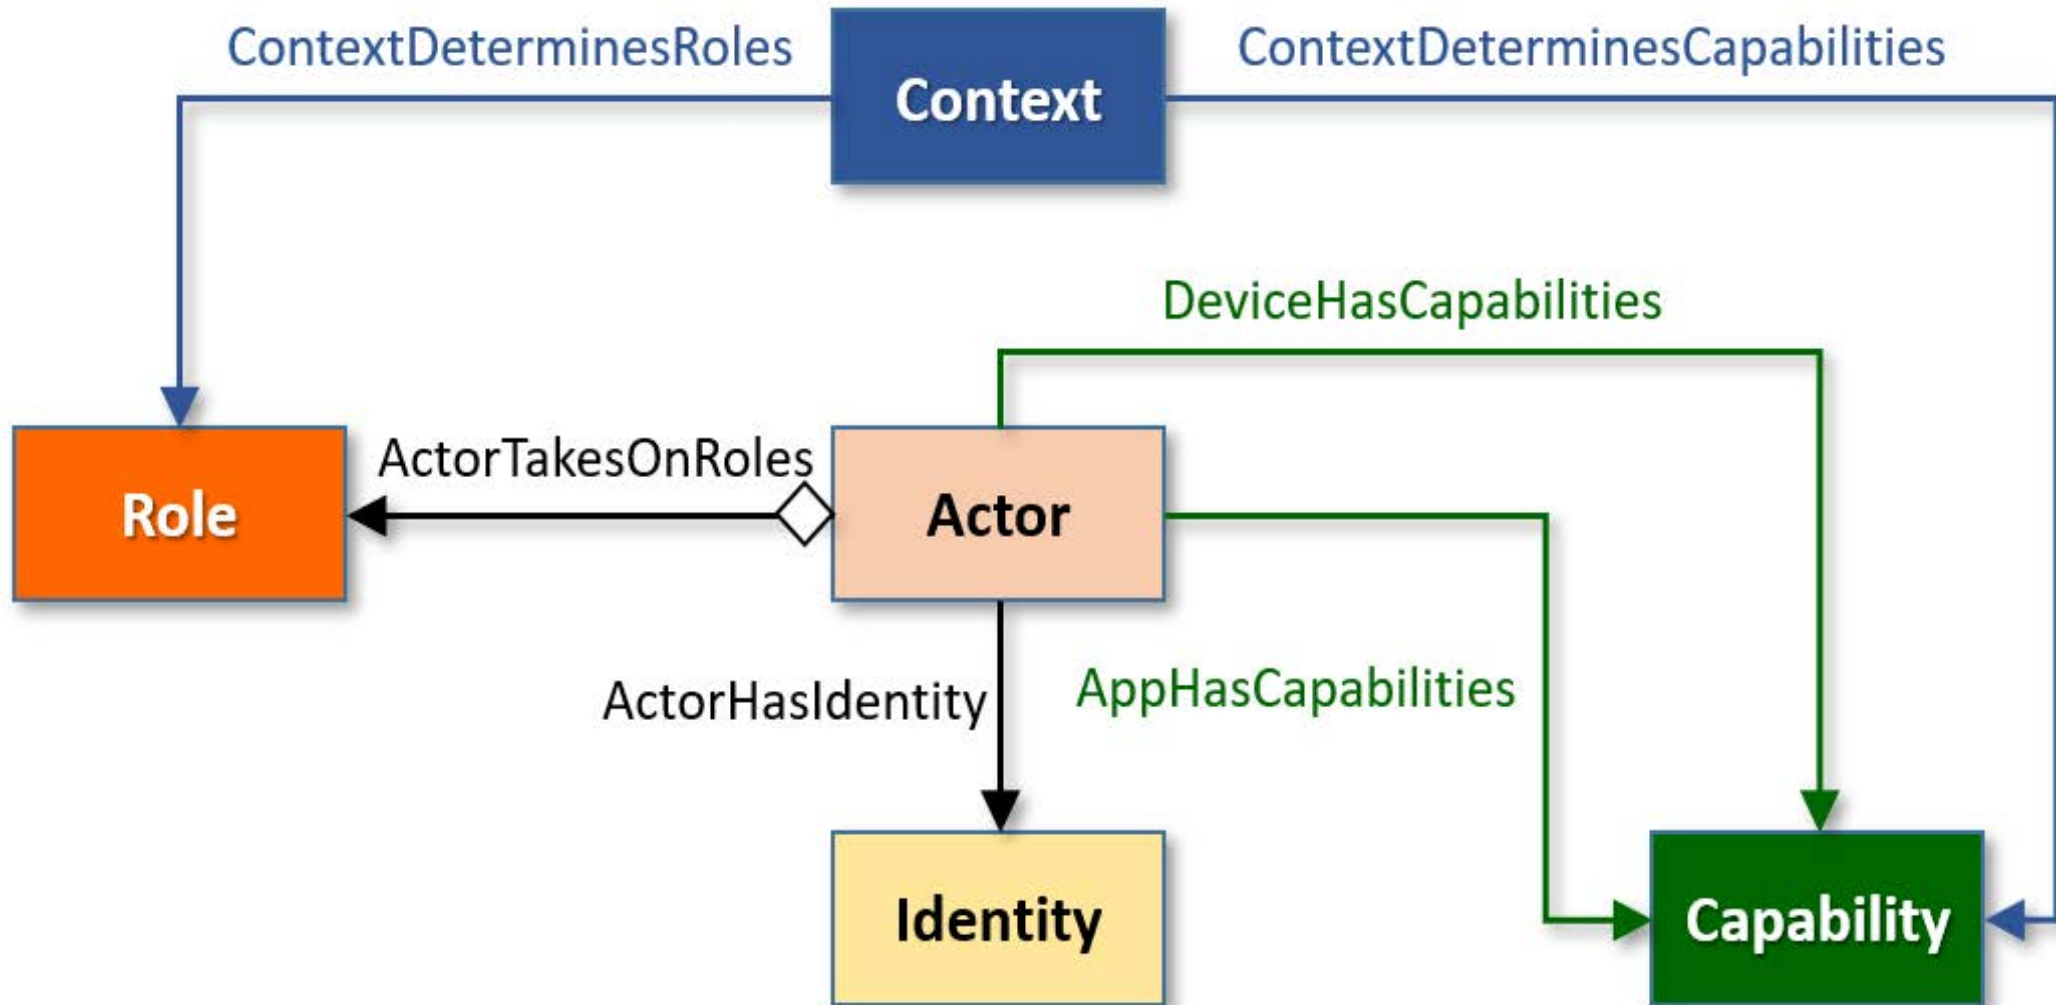 ContextDeterminesRoles
Context
ContextDeterminesCapabilities
DeviceHasCapabilities
Role
ActorTakesOnRoles
Actor
ActorHasIdentity
AppHasCapabilities
Identity
Capability